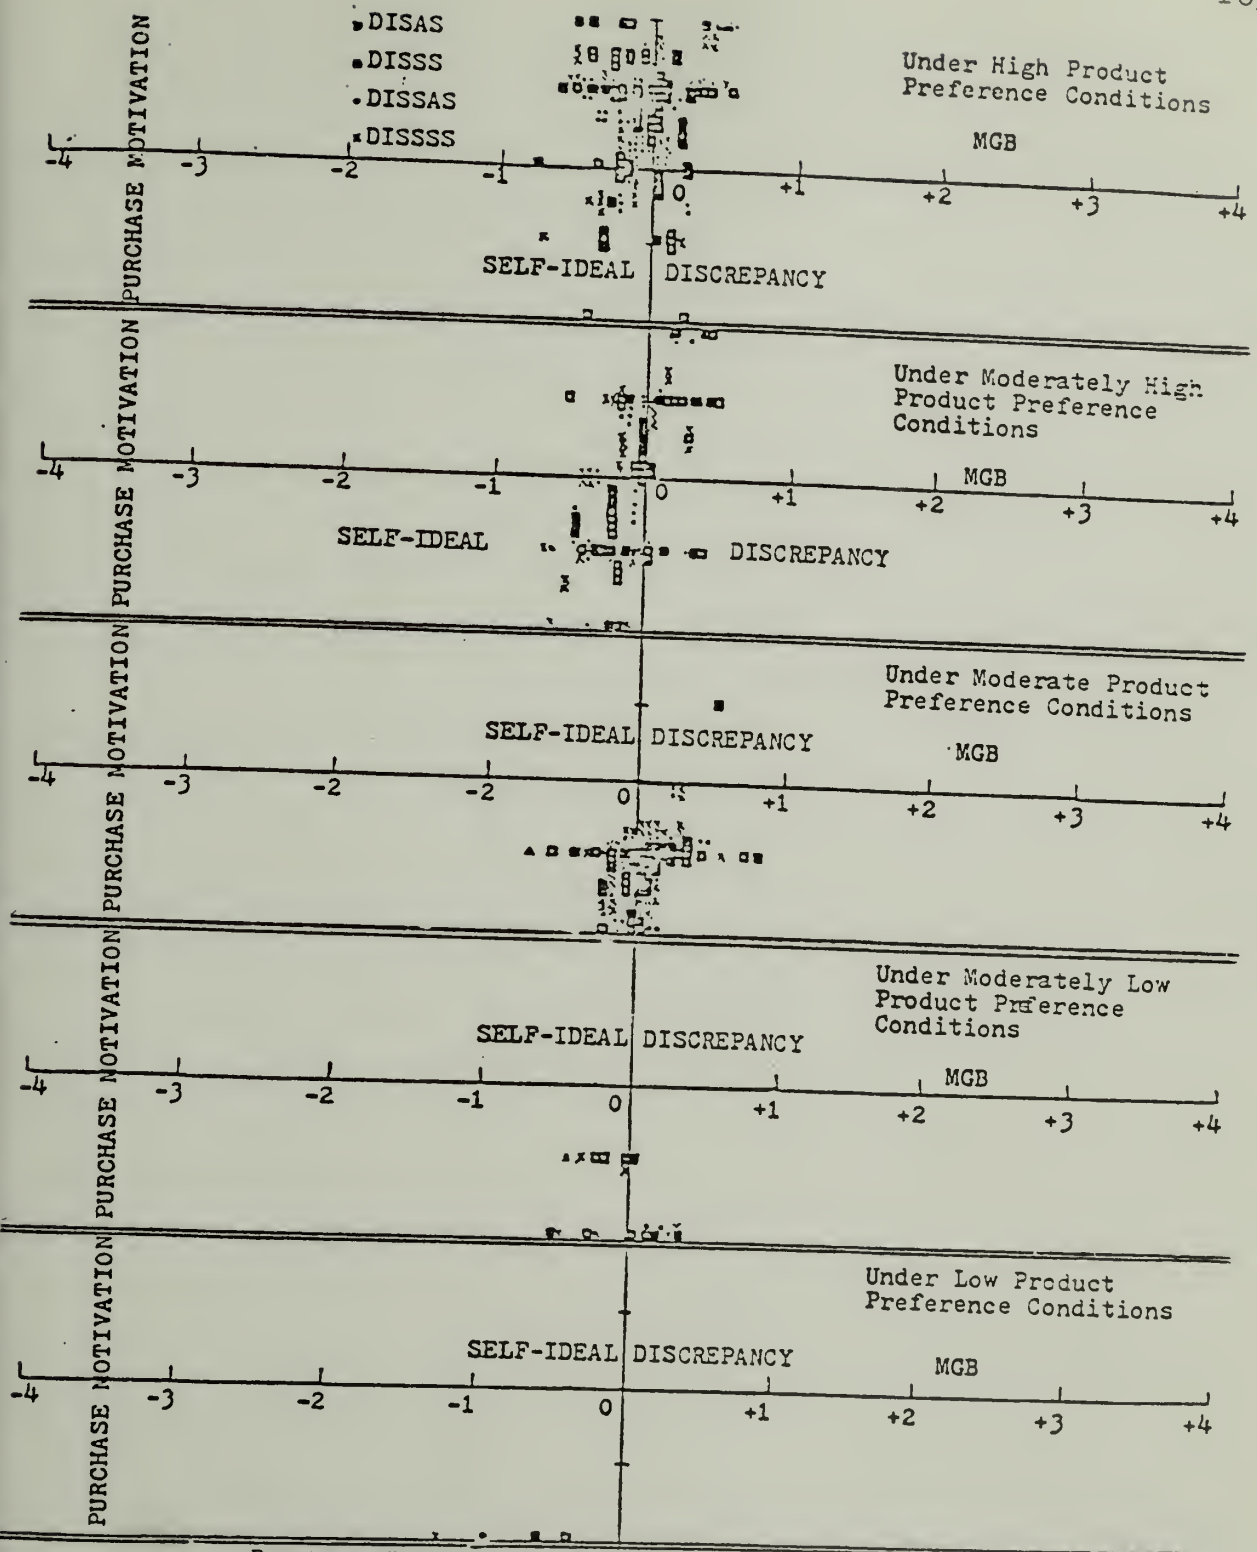 DISAS
DISSS
DISSAS
DISSSS
Under High Product
Preference Conditions
MGB
-4 -3 -2 -1 0 +1 +2 +3 +4
SELF-IDEAL DISCREPANCY
PURCHASE MOTIVATION
Under Moderately High
Product Preference
Conditions
MGB
-4 -3 -2 -1 0 +1 +2 +3 +4
SELF-IDEAL DISCREPANCY
PURCHASE MOTIVATION
Under Moderate Product
Preference Conditions
SELF-IDEAL DISCREPANCY
MGB
-4 -3 -2 -2 0 +1 +2 +3 +4
PURCHASE MOTIVATION
Under Moderately Low
Product Preference
Conditions
SELF-IDEAL DISCREPANCY
MGB
-4 -3 -2 -1 0 +1 +2 +3 +4
PURCHASE MOTIVATION
Under Low Product
Preference Conditions
SELF-IDEAL DISCREPANCY
MGB
-4 -3 -2 -1 0 +1 +2 +3 +4
PURCHASE MOTIVATION